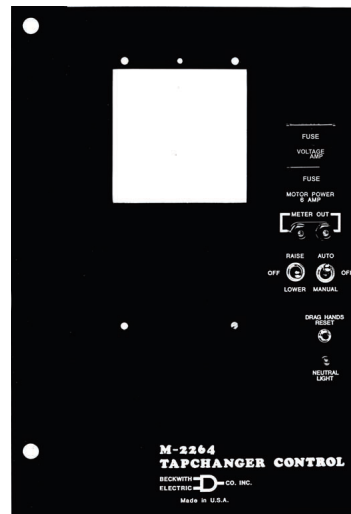 FUSE
VOLTAGE
AMP
FUSE
MOTOR POWER
6 AMP
METER OUT
RAISE AUTO
OFF OFF
LOWER MANUAL
DRAG HANDS
RESET
NEUTRAL
LIGHT
M-2264
TAPCHANGER CONTROL
BECKWITH
ELECTRIC CO. INC.
Made in U.S.A.